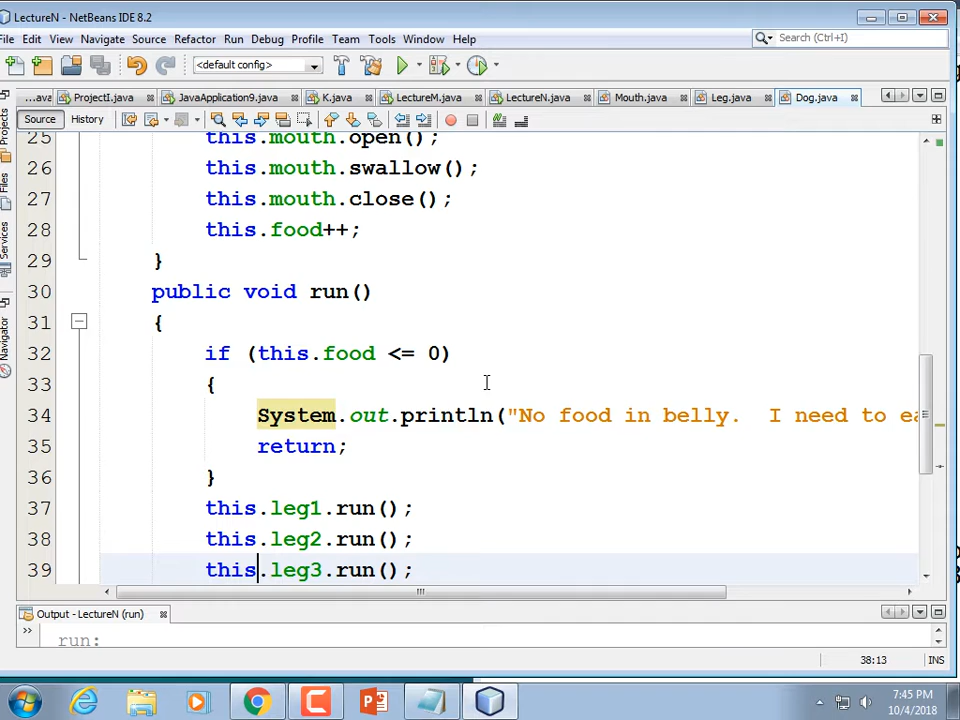 LectureN - NetBeans IDE 8.2
File Edit View Navigate Source Refactor Run Debug Profile Team Tools Window Help
Search (Ctrl+I)
<default config>
...ava ProjectI.java JavaApplication9.java K.java LectureM.java LectureN.java Mouth.java Leg.java Dog.java
Source History
Projects
Files
Services
Navigator
25 this.mouth.open();
26 this.mouth.swallow();
27 this.mouth.close();
28 this.food++;
29 }
30 public void run()
31 {
32 if (this.food <= 0)
33 {
34 System.out.println("No food in belly.  I need to ea
35 return;
36 }
37 this.leg1.run();
38 this.leg2.run();
39 this.leg3.run();
Output - LectureN (run)
run:
38:13 INS
7:45 PM
10/4/2018